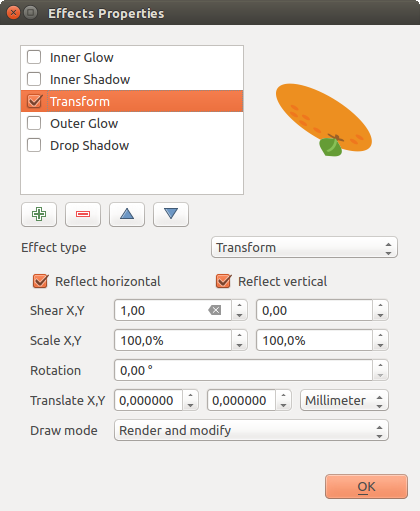 Effects Properties
Inner Glow
Inner Shadow
Transform
Outer Glow
Drop Shadow
Effect type Transform
Reflect horizontal Reflect vertical
Shear X,Y 1,00 0,00
Scale X,Y 100,0% 100,0%
Rotation 0,00 °
Translate X,Y 0,000000 0,000000 Millimeter
Draw mode Render and modify
OK